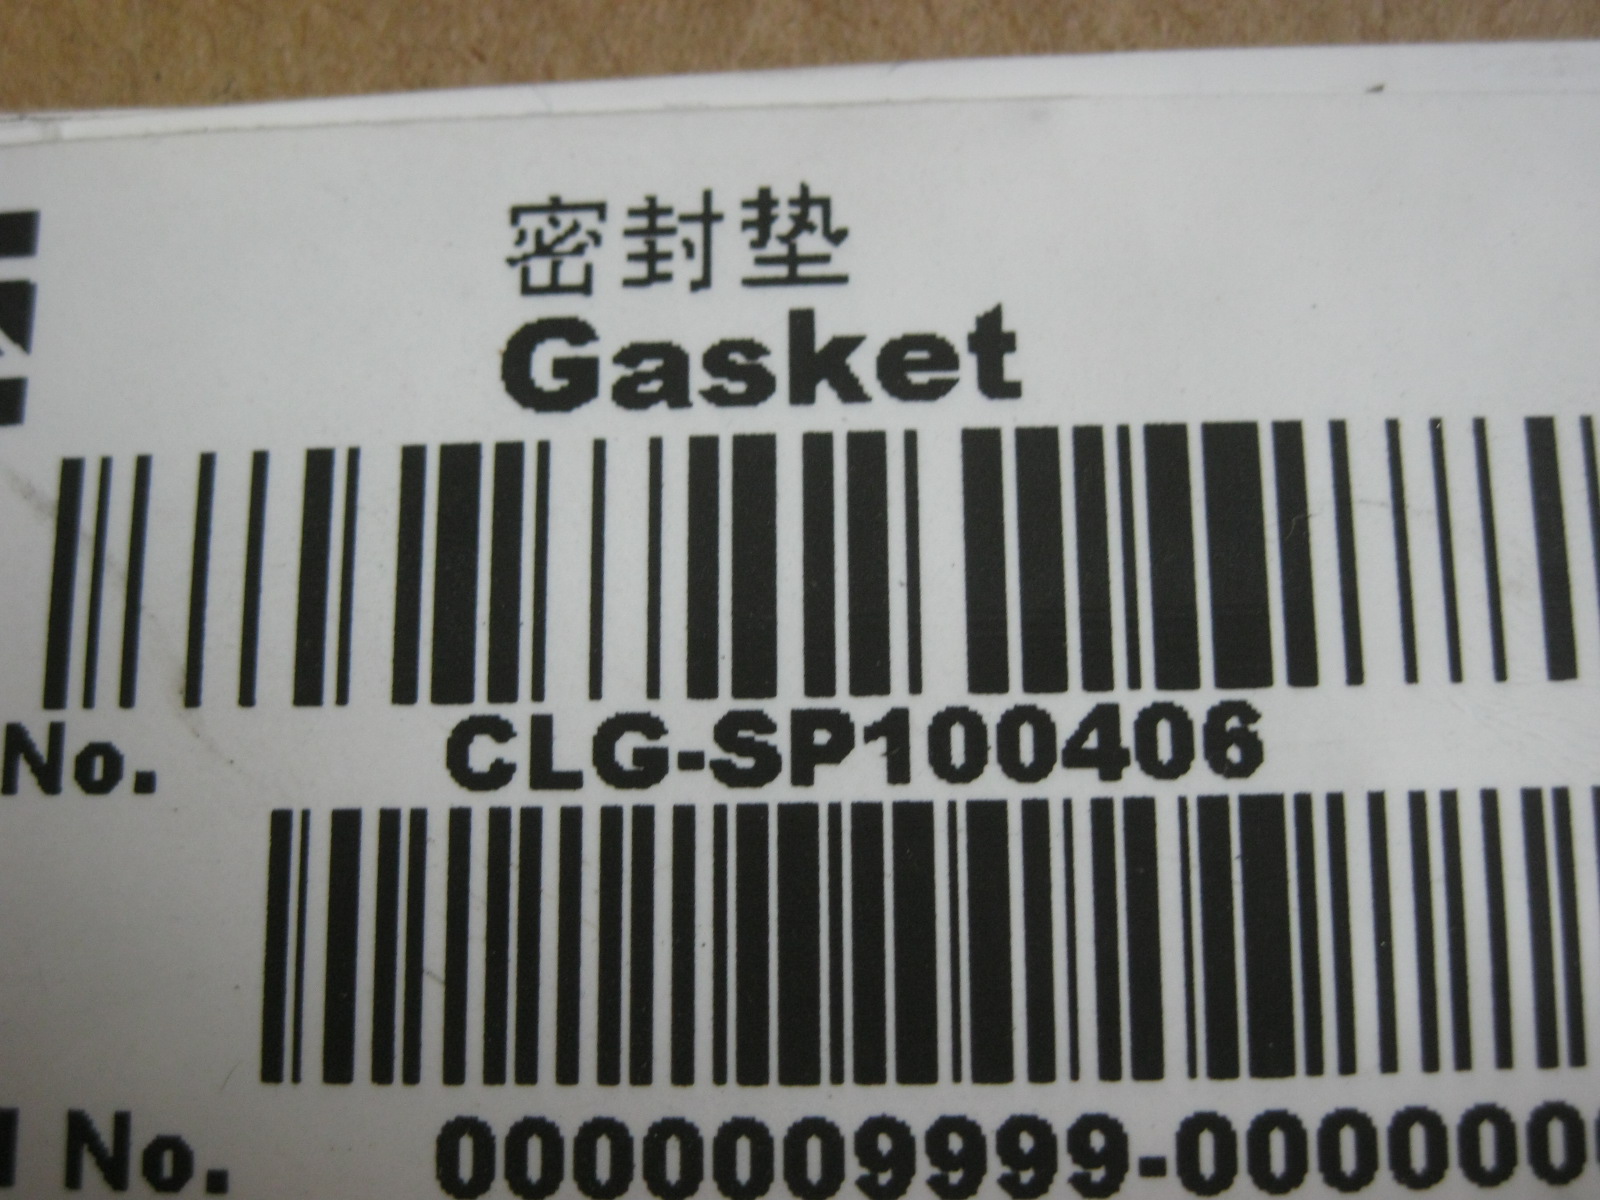 密封垫
Gasket
No. CLG-SP100406
No. 0000009999-000000